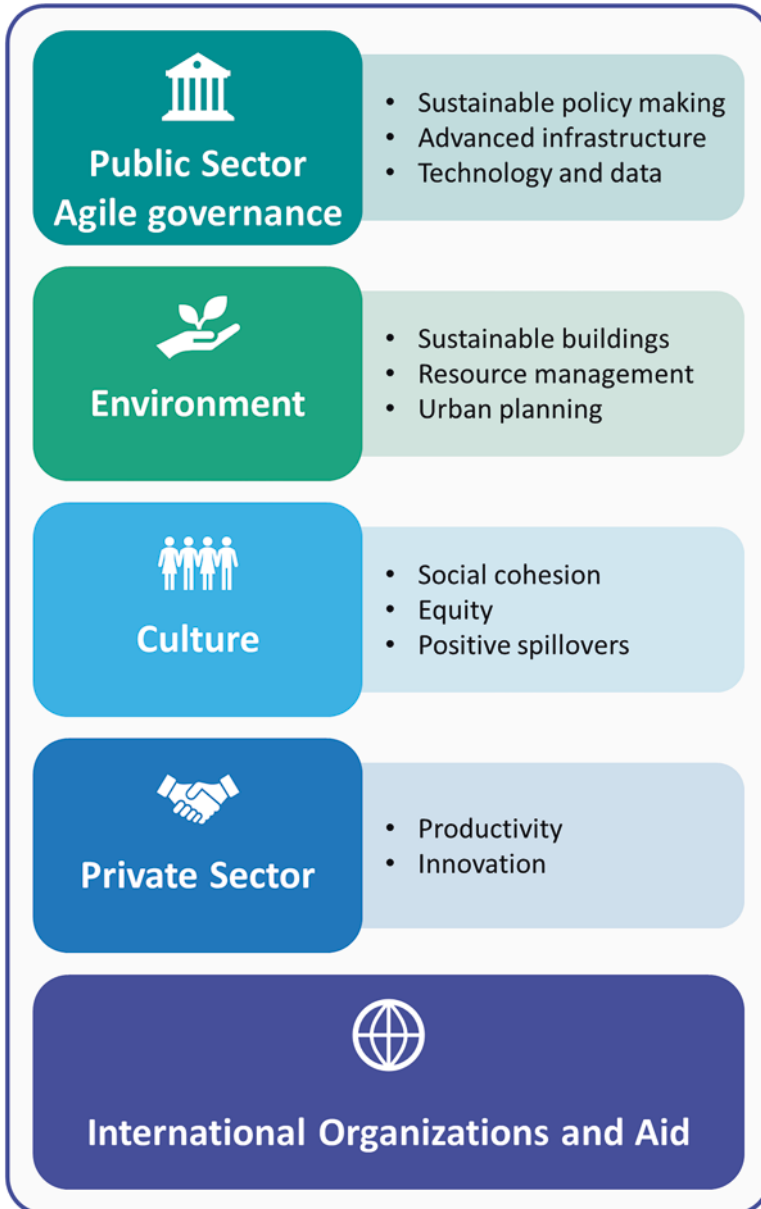 Public Sector
Agile governance
• Sustainable policy making
• Advanced infrastructure
• Technology and data
Environment
• Sustainable buildings
• Resource management
• Urban planning
Culture
• Social cohesion
• Equity
• Positive spillovers
Private Sector
• Productivity
• Innovation
International Organizations and Aid